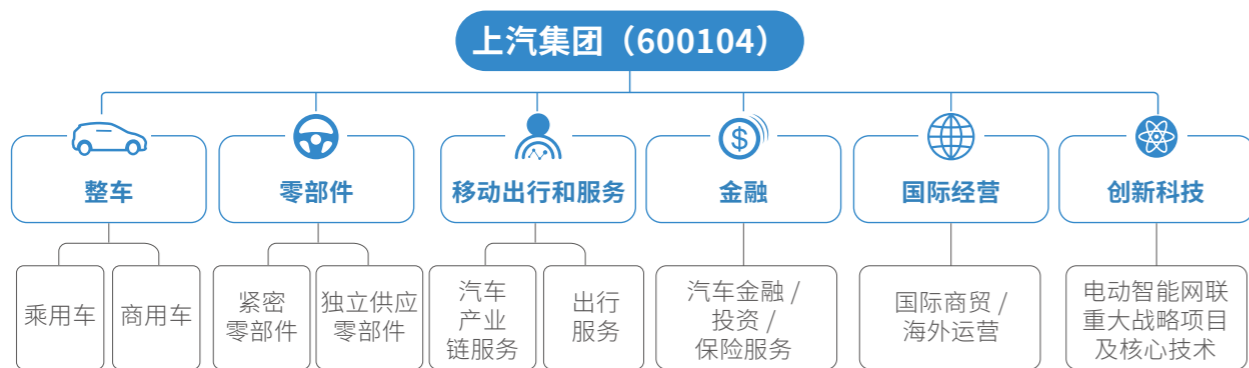 上汽集团（600104）
整车
零部件
移动出行和服务
$
金融
国际经营
创新科技
乘用车
商用车
紧密
零部件
独立供应
零部件
汽车
产业
链服务
出行
服务
汽车金融 /
投资 /
保险服务
国际商贸 /
海外运营
电动智能网联
重大战略项目
及核心技术